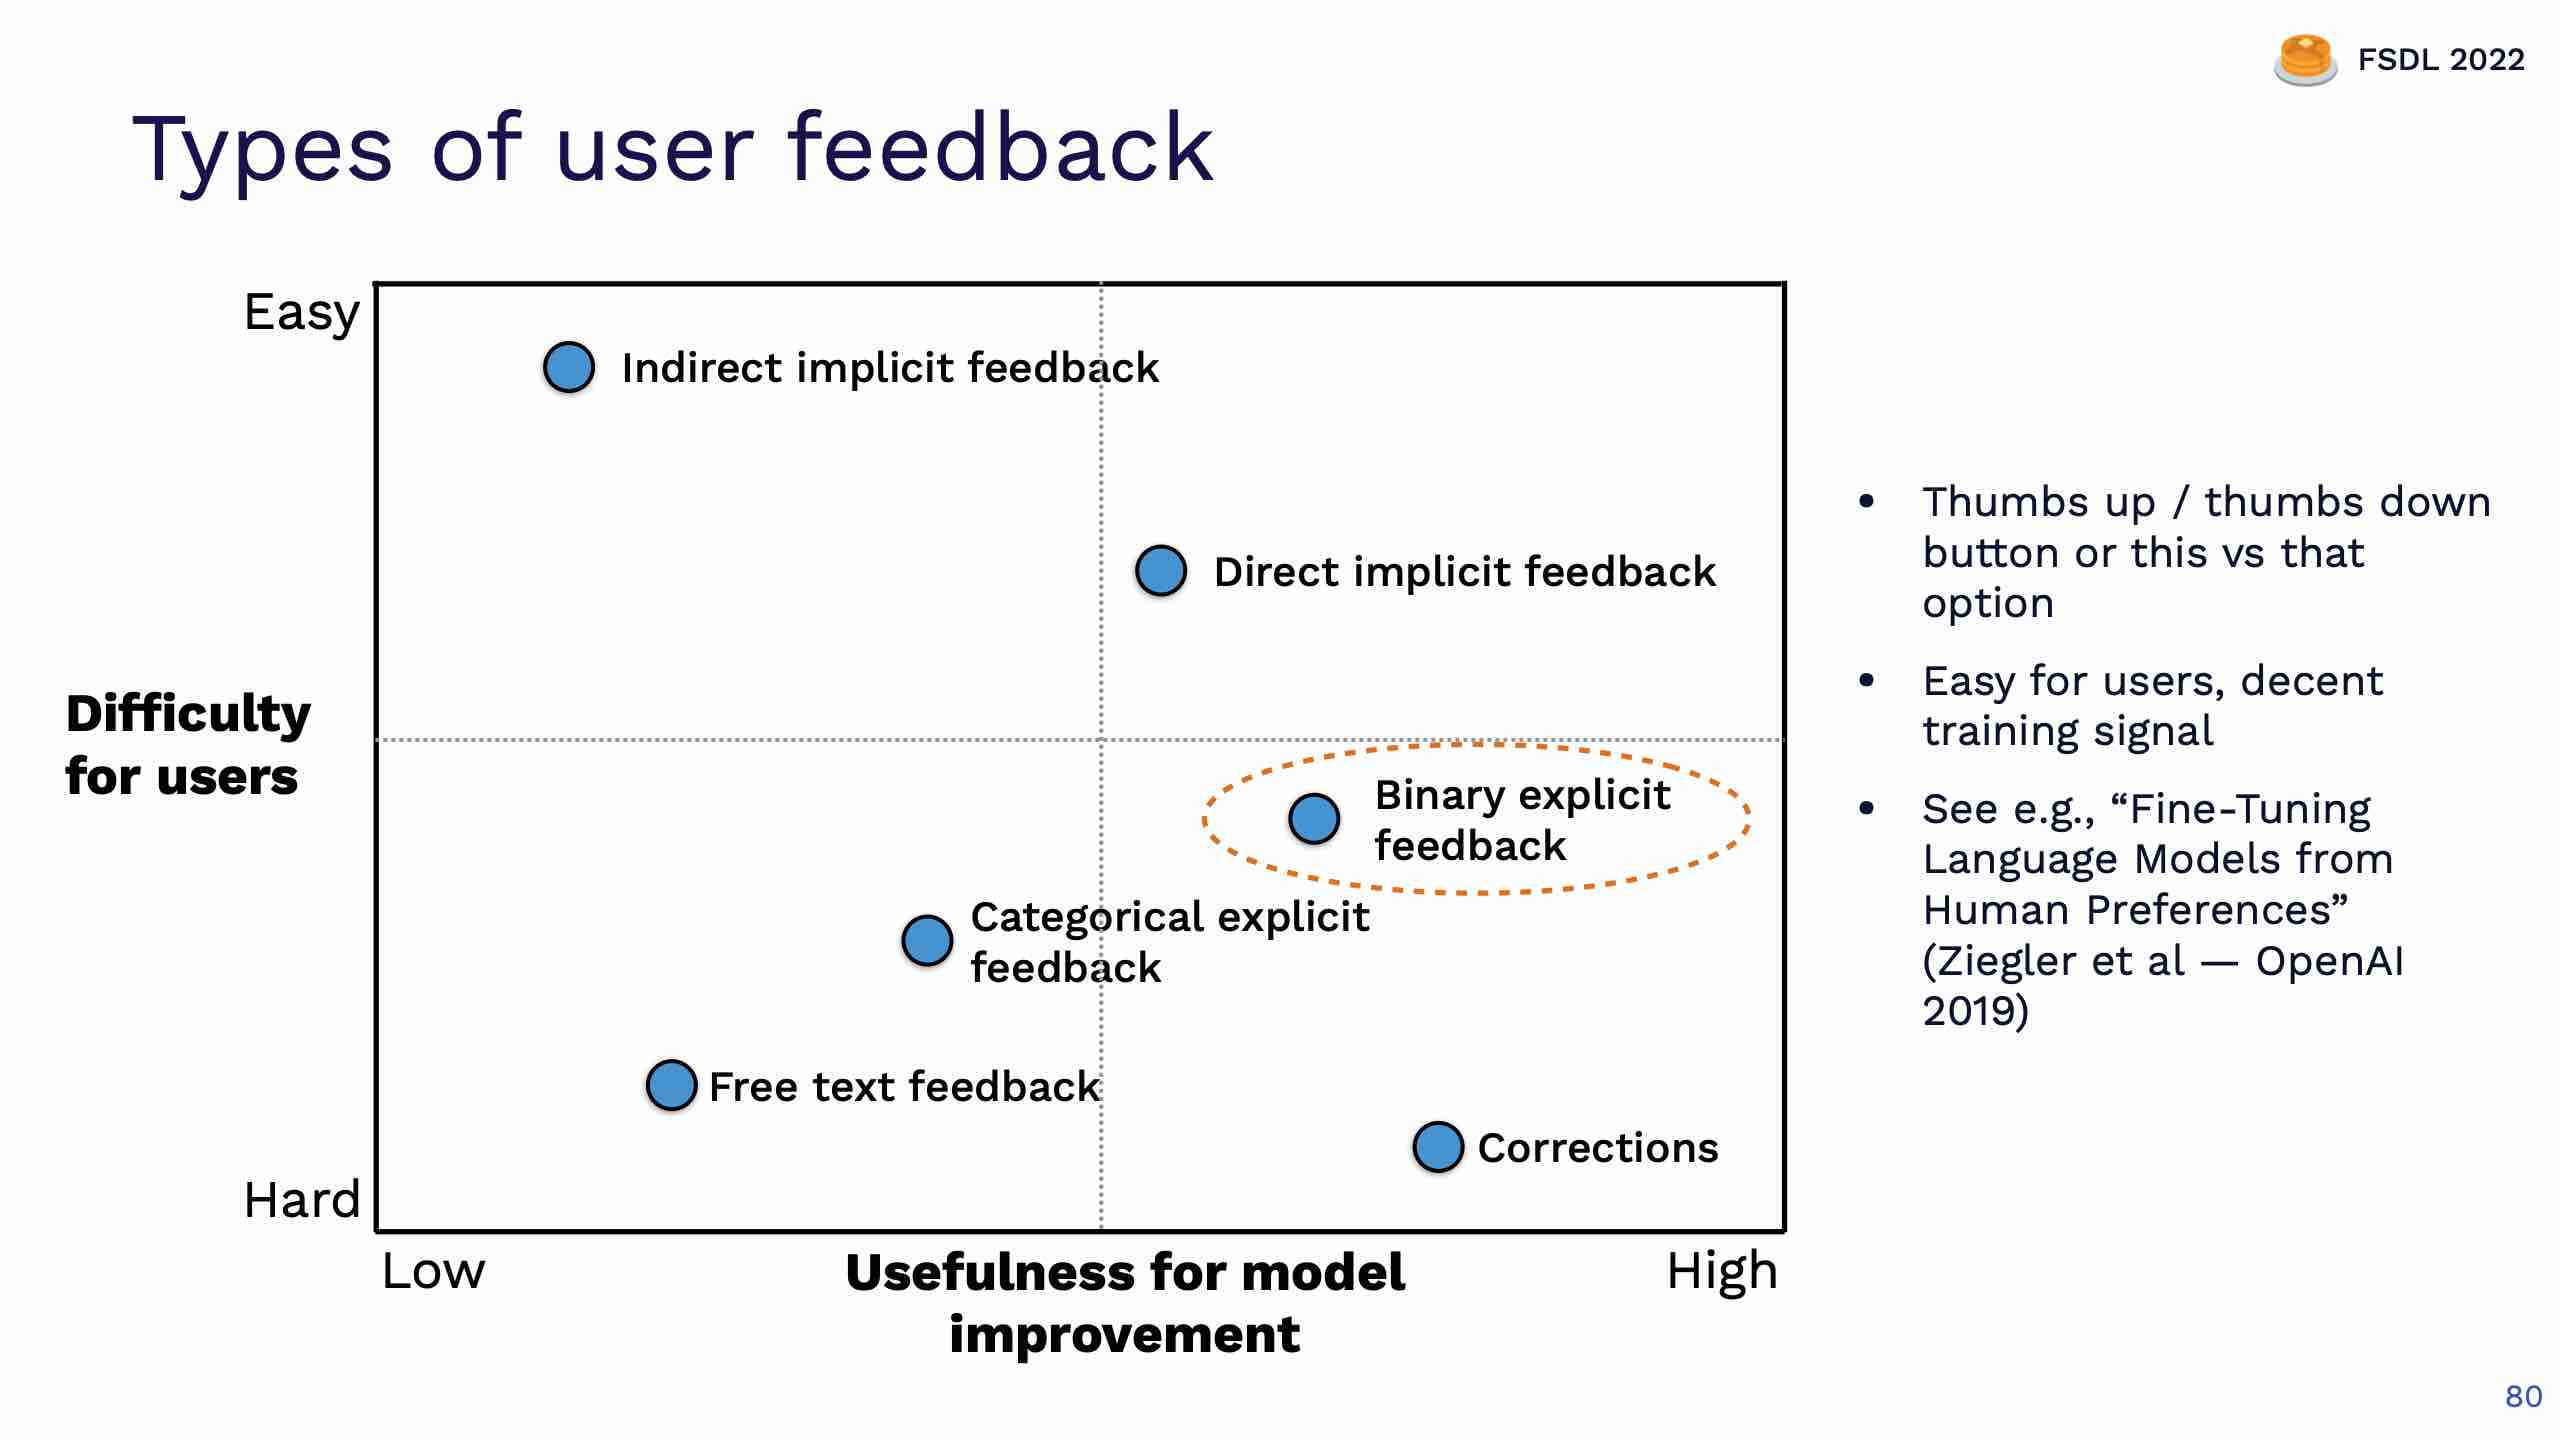 FSDL 2022
Types of user feedback
Easy
Indirect implicit feedback
Direct implicit feedback
Difficulty
for users
Binary explicit
feedback
Categorical explicit
feedback
Free text feedback
Corrections
Hard
Low
Usefulness for model
improvement
High
• Thumbs up / thumbs down
button or this vs that
option
• Easy for users, decent
training signal
• See e.g., “Fine-Tuning
Language Models from
Human Preferences”
(Ziegler et al — OpenAI
2019)
80